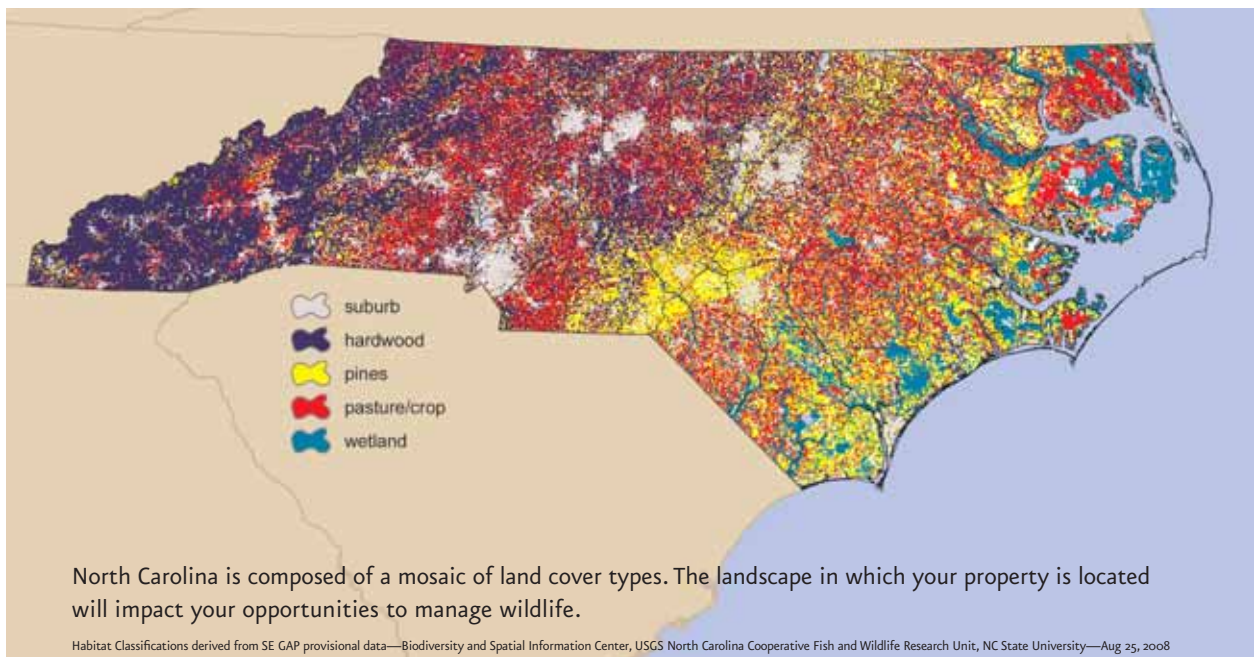 suburb
hardwood
pines
pasture/crop
wetland
North Carolina is composed of a mosaic of land cover types. The landscape in which your property is located
will impact your opportunities to manage wildlife.
Habitat Classifications derived from SE GAP provisional data—Biodiversity and Spatial Information Center, USGS North Carolina Cooperative Fish and Wildlife Research Unit, NC State University—Aug 25, 2008